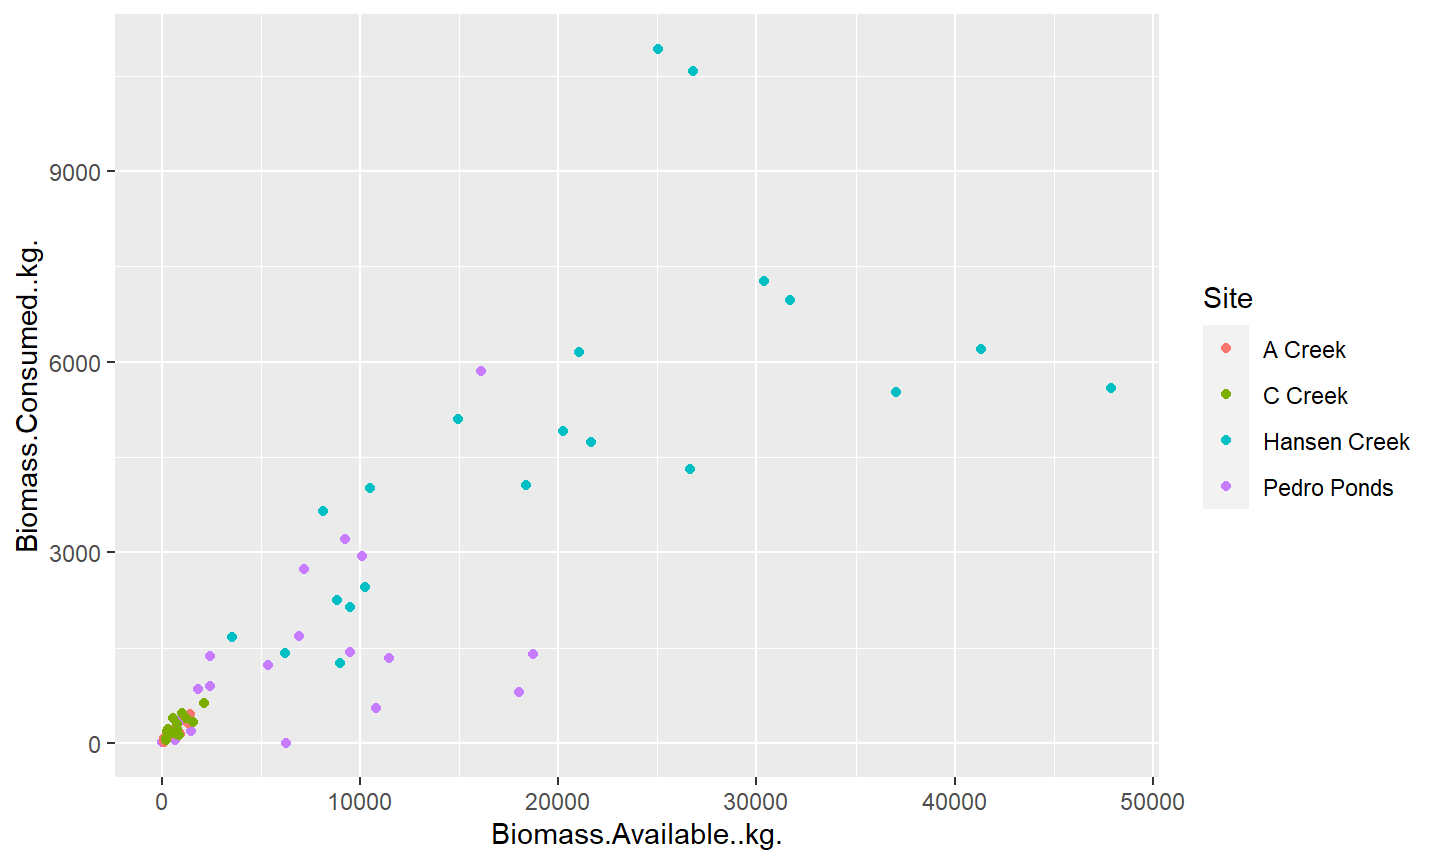 9000
6000
3000
0
Biomass.Consumed..kg.
0 10000 20000 30000 40000 50000
Biomass.Available..kg.
Site
A Creek
C Creek
Hansen Creek
Pedro Ponds